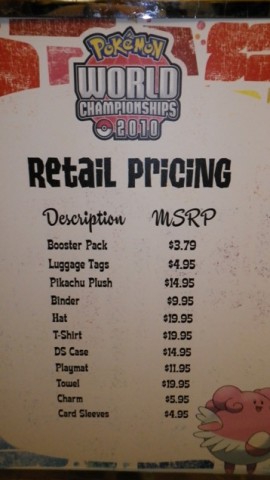 POKéMON
WORLD
CHAMPIONSHIPS
2010
Retail Pricing
Description MSRP
Booster Pack $3.79
Luggage Tags $4.95
Pikachu Plush $14.95
Binder $9.95
Hat $19.95
T-Shirt $19.95
DS Case $14.95
Playmat $11.95
Towel $19.95
Charm $5.95
Card Sleeves $4.95